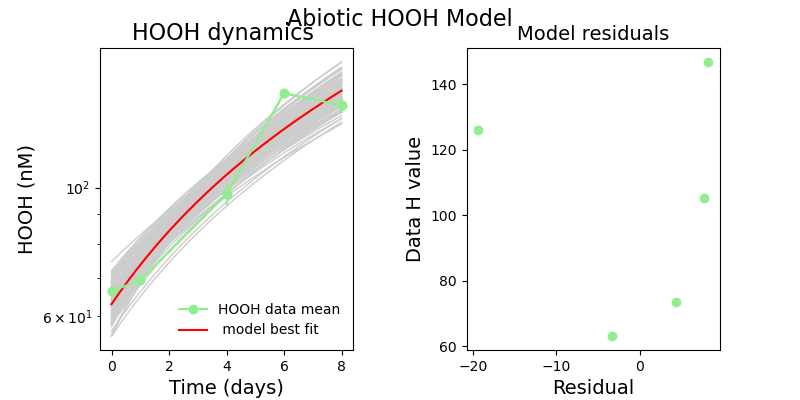 Abiotic HOOH Model
HOOH dynamics
HOOH (nM)
10²
6 × 10¹
0 2 4 6 8
Time (days)
HOOH data mean
model best fit
Model residuals
Data H value
140
120
100
80
60
−20 −10 0
Residual